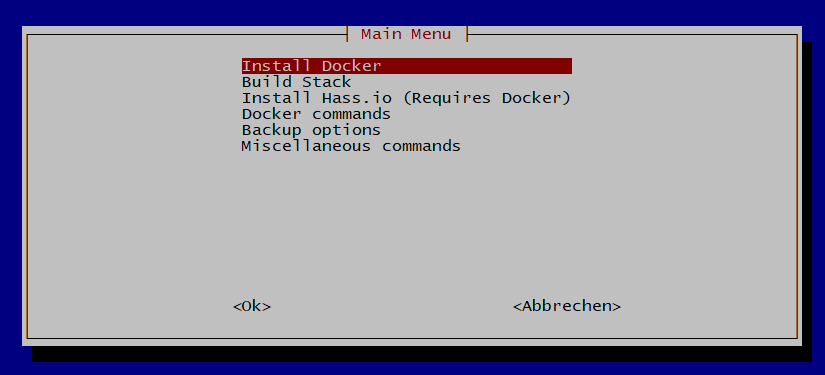 Main Menu
Install Docker
Build Stack
Install Hass.io (Requires Docker)
Docker commands
Backup options
Miscellaneous commands
<Ok> <Abbrechen>